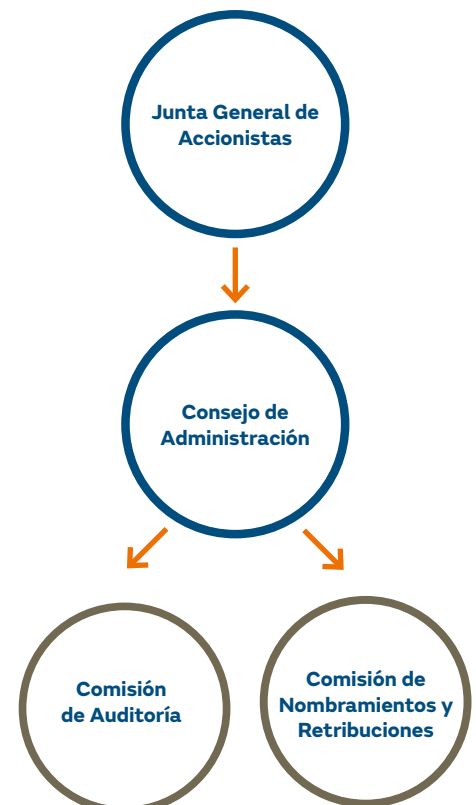 Junta General de
Accionistas
Consejo de
Administración
Comisión
de Auditoría
Comisión de
Nombramientos y
Retribuciones